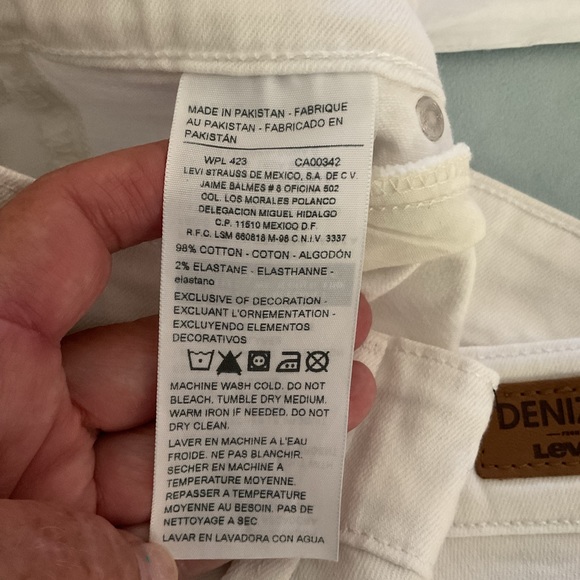 MADE IN PAKISTAN - FABRIQUE
AU PAKISTAN - FABRICADO EN
PAKISTÁN
WPL 423 CA00342
LEVI STRAUSS DE MEXICO, S.A. DE C.V.
JAIME BALMES # 8 OFICINA 502
COL. LOS MORALES POLANCO
DELEGACION MIGUEL HIDALGO
C.P. 11510 MEXICO D.F.
R.F.C. LSM 660818 M-96 C.N.I.V. 3337
98% COTTON - COTON - ALGODÓN
2% ELASTANE - ELASTHANNE -
elastano
EXCLUSIVE OF DECORATION -
EXCLUANT L'ORNEMENTATION -
EXCLUYENDO ELEMENTOS
DECORATIVOS
MACHINE WASH COLD. DO NOT
BLEACH. TUMBLE DRY MEDIUM.
WARM IRON IF NEEDED. DO NOT
DRY CLEAN.
LAVER EN MACHINE A L'EAU
FROIDE. NE PAS BLANCHIR.
SECHER EN MACHINE A
TEMPERATURE MOYENNE.
REPASSER A TEMPERATURE
MOYENNE AU BESOIN. PAS DE
NETTOYAGE A SEC
LAVAR EN LAVADORA CON AGUA
DENIZ
LEV